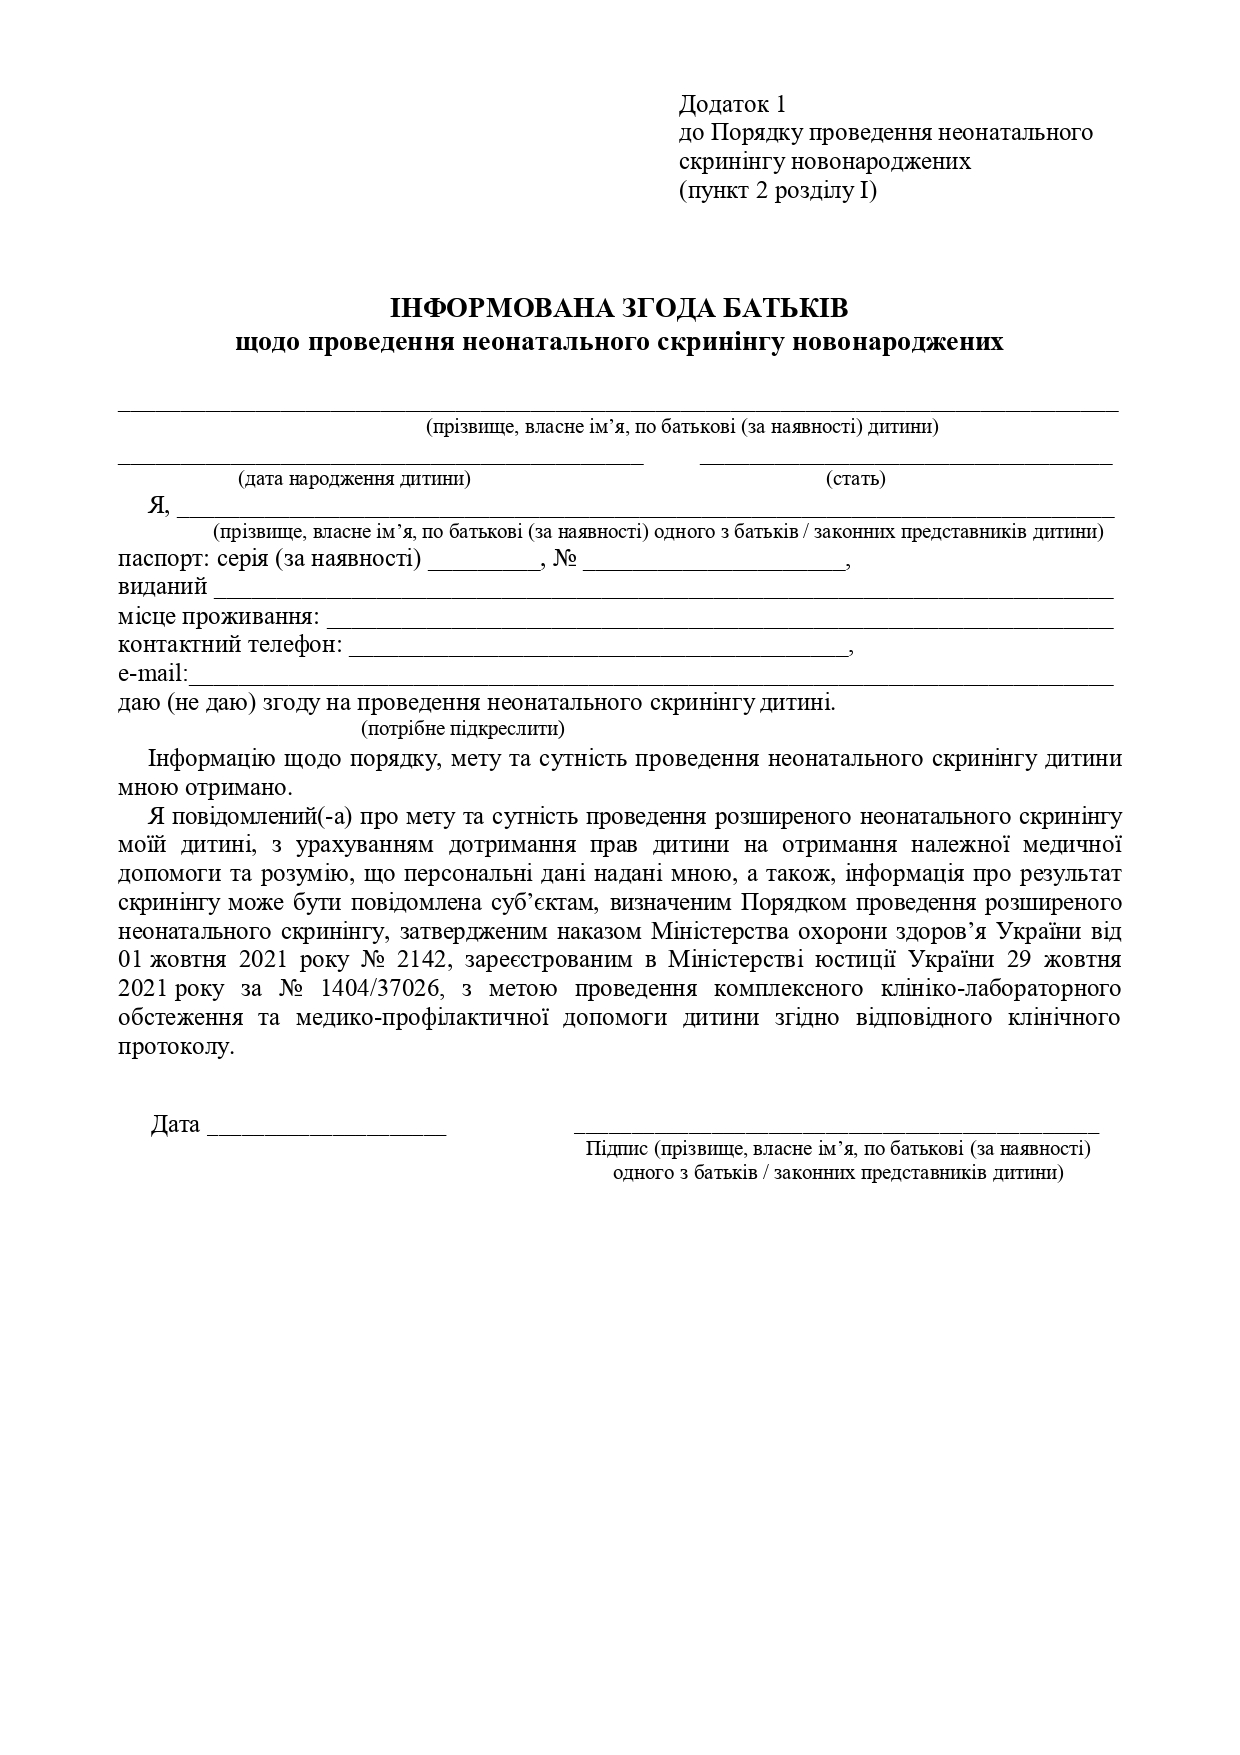 Додаток 1
до Порядку проведення неонатального
скринінгу новонароджених
(пункт 2 розділу I)
ІНФОРМОВАНА ЗГОДА БАТЬКІВ
щодо проведення неонатального скринінгу новонароджених
________________________________________________________________________________
(прізвище, власне ім’я, по батькові (за наявності) дитини)
__________________________________________ _________________________________
(дата народження дитини) (стать)
Я, ___________________________________________________________________________
(прізвище, власне ім’я, по батькові (за наявності) одного з батьків / законних представників дитини)
паспорт: серія (за наявності) _________, № _____________________,
виданий ________________________________________________________________________
місце проживання: _______________________________________________________________
контактний телефон: ________________________________________,
e-mail:__________________________________________________________________________
даю (не даю) згоду на проведення неонатального скринінгу дитині.
(потрібне підкреслити)
Інформацію щодо порядку, мету та сутність проведення неонатального скринінгу дитини
мною отримано.
Я повідомлений(-а) про мету та сутність проведення розширеного неонатального скринінгу
моїй дитині, з урахуванням дотримання прав дитини на отримання належної медичної
допомоги та розумію, що персональні дані надані мною, а також, інформація про результат
скринінгу може бути повідомлена суб’єктам, визначеним Порядком проведення розширеного
неонатального скринінгу, затвердженим наказом Міністерства охорони здоров’я України від
01 жовтня 2021 року № 2142, зареєстрованим в Міністерстві юстиції України 29 жовтня
2021 року за № 1404/37026, з метою проведення комплексного клініко-лабораторного
обстеження та медико-профілактичної допомоги дитини згідно відповідного клінічного
протоколу.
Дата ___________________ __________________________________________
Підпис (прізвище, власне ім’я, по батькові (за наявності)
одного з батьків / законних представників дитини)